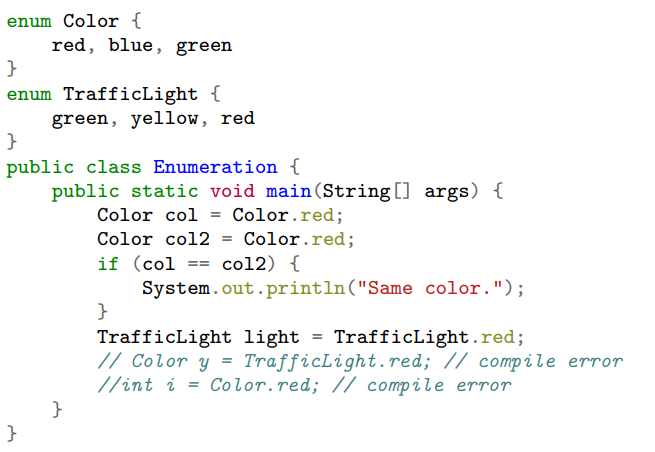 enum Color {
    red, blue, green
}
enum TrafficLight {
    green, yellow, red
}
public class Enumeration {
    public static void main(String[] args) {
        Color col = Color.red;
        Color col2 = Color.red;
        if (col == col2) {
            System.out.println("Same color.");
        }
        TrafficLight light = TrafficLight.red;
        // Color y = TrafficLight.red; // compile error
        //int i = Color.red; // compile error
    }
}